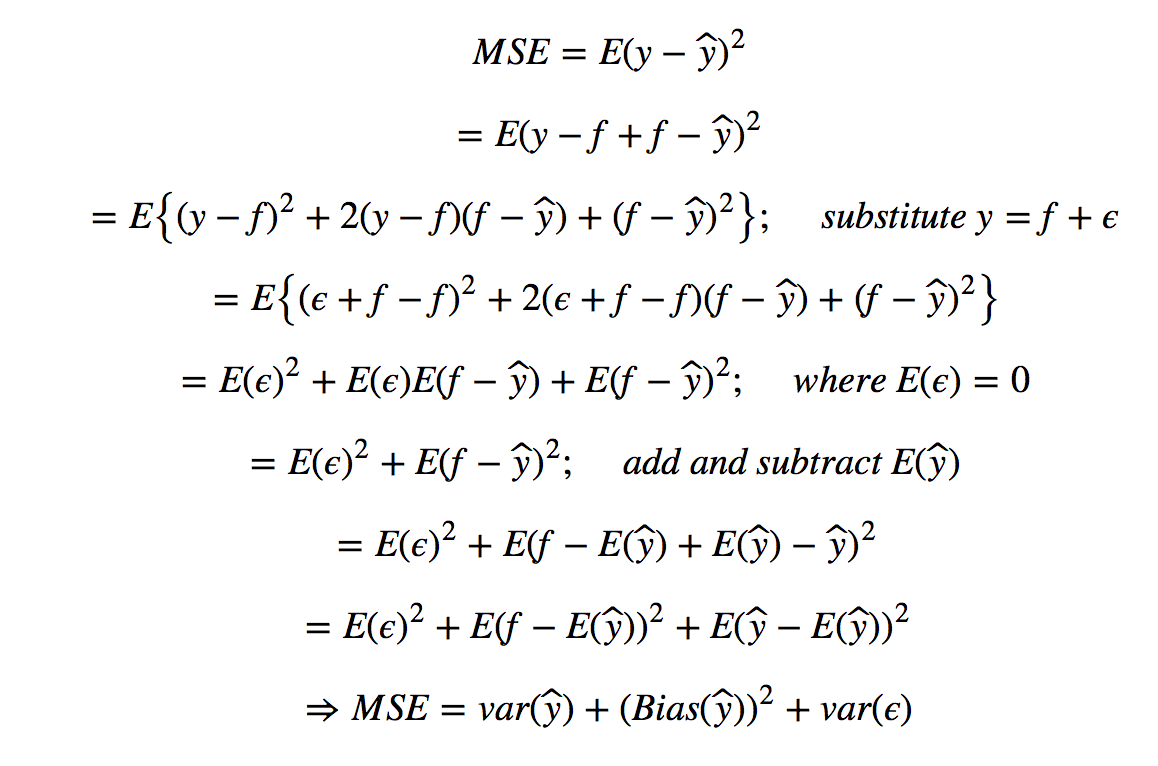 MSE = E(y − ŷ)²
= E(y − f + f − ŷ)²
= E{(y − f)² + 2(y − f)(f − ŷ) + (f − ŷ)²}; substitute y = f + ϵ
= E{(ϵ + f − f)² + 2(ϵ + f − f)(f − ŷ) + (f − ŷ)²}
= E(ϵ)² + E(ϵ)E(f − ŷ) + E(f − ŷ)²; where E(ϵ) = 0
= E(ϵ)² + E(f − ŷ)²; add and subtract E(ŷ)
= E(ϵ)² + E(f − E(ŷ) + E(ŷ) − ŷ)²
= E(ϵ)² + E(f − E(ŷ))² + E(ŷ − E(ŷ))²
⇒ MSE = var(ŷ) + (Bias(ŷ))² + var(ϵ)